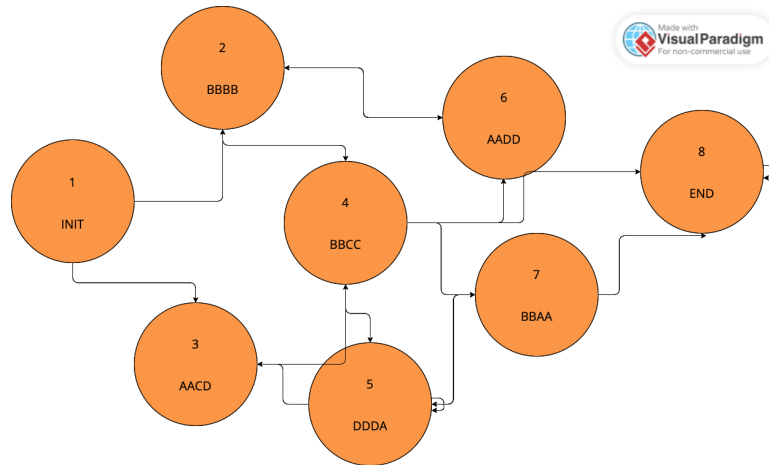 Made with
Visual Paradigm
For non-commercial use
2
BBBB
6
AADD
8
END
1
INIT
4
BBCC
7
BBAA
3
AACD
5
DDDA